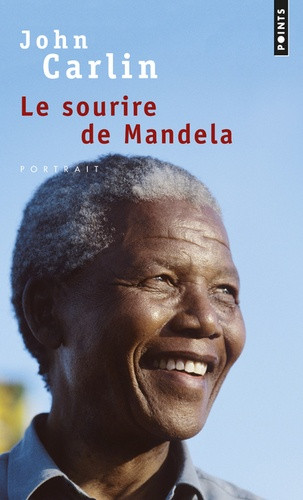 John
Carlin
POINTS
Le sourire
de Mandela
PORTRAIT